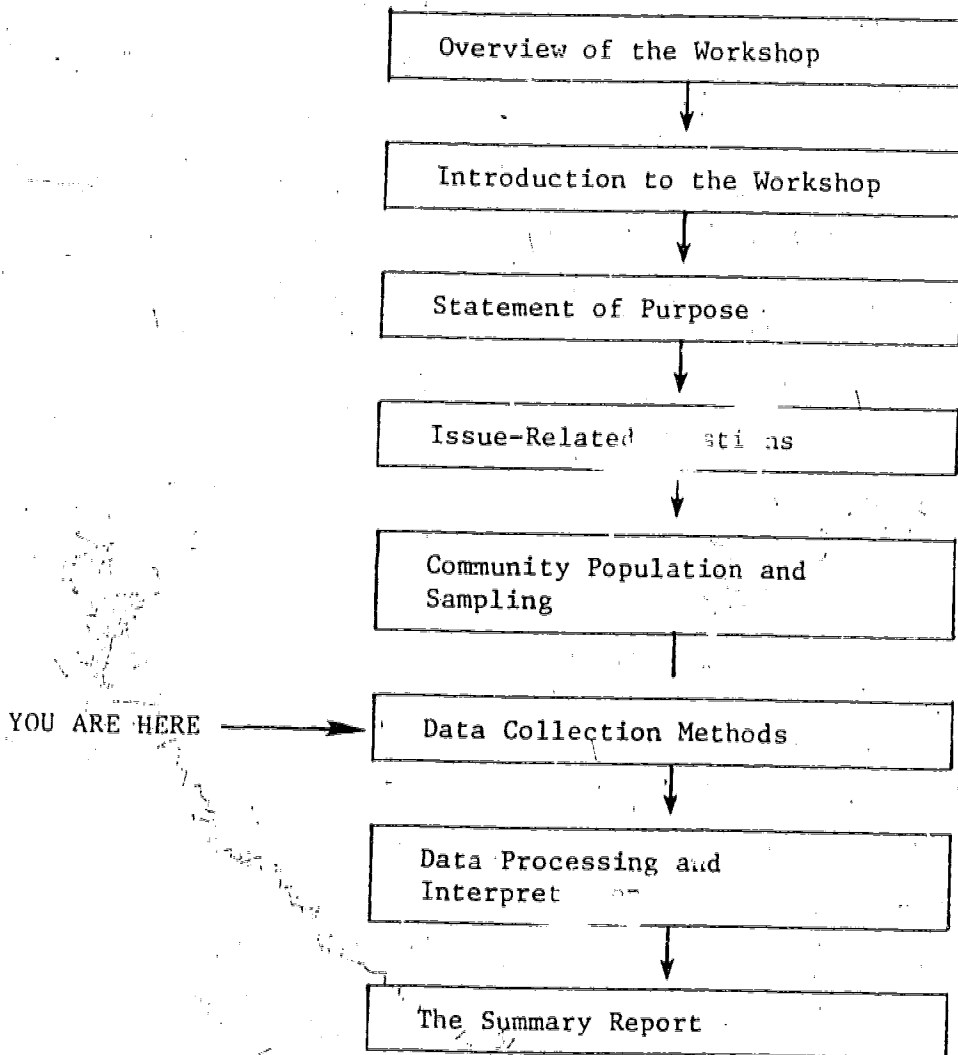 Overview of the Workshop
Introduction to the Workshop
Statement of Purpose
Issue-Related
Community Population and
Sampling
YOU ARE HERE
Data Collection Methods
Data Processing and
The Summary Report